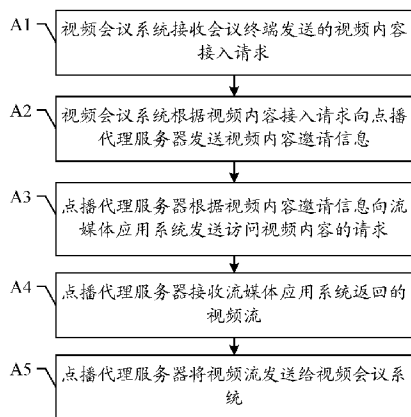 A1
视频会议系统接收会议终端发送的视频内容
接入请求
A2
视频会议系统根据视频内容接入请求向点播
代理服务器发送视频内容邀请信息
A3
点播代理服务器根据视频内容邀请信息向流
媒体应用系统发送访问视频内容的请求
A4
点播代理服务器接收流媒体应用系统返回的
视频流
A5
点播代理服务器将视频流发送给视频会议系
统